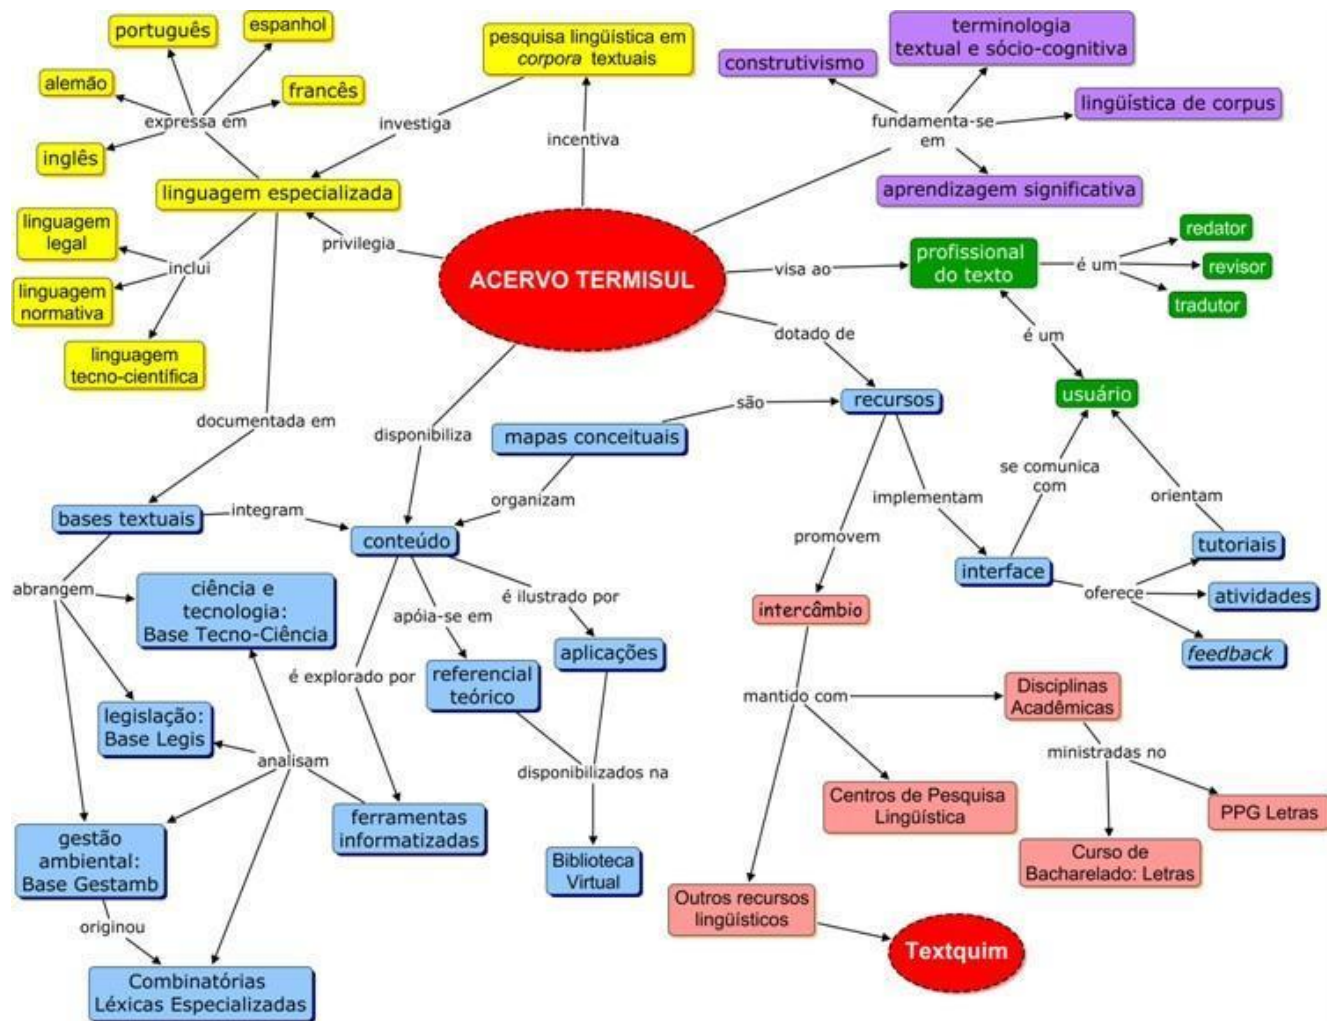 português
espanhol
pesquisa lingüística em
corpora textuais
terminologia
textual e sócio-cognitiva
construtivismo
alemão
francês
lingüística de corpus
expressa em
investiga
incentiva
fundamenta-se
em
inglês
linguagem especializada
aprendizagem significativa
linguagem
legal
privilegia
inclui
linguagem
normativa
ACERVO TERMISUL
visa ao
profissional
do texto
é um
redator
revisor
tradutor
linguagem
tecno-científica
dotado de
é um
documentada em
disponibiliza
mapas conceituais
são
recursos
usuário
organizam
implementam
se comunica
com
orientam
bases textuais
integram
conteúdo
promovem
interface
tutoriais
abrangem
ciência e
tecnologia:
Base Tecno-Ciência
apóia-se em
é ilustrado por
intercâmbio
oferece
atividades
feedback
é explorado por
referencial
teórico
aplicações
legislação:
Base Legis
mantido com
Disciplinas
Acadêmicas
analisam
disponibilizados na
ministradas no
gestão
ambiental:
Base Gestamb
ferramentas
informatizadas
Centros de Pesquisa
Lingüística
PPG Letras
Biblioteca
Virtual
Curso de
Bacharelado: Letras
originou
Outros recursos
lingüísticos
Textquim
Combinatórias
Léxicas Especializadas